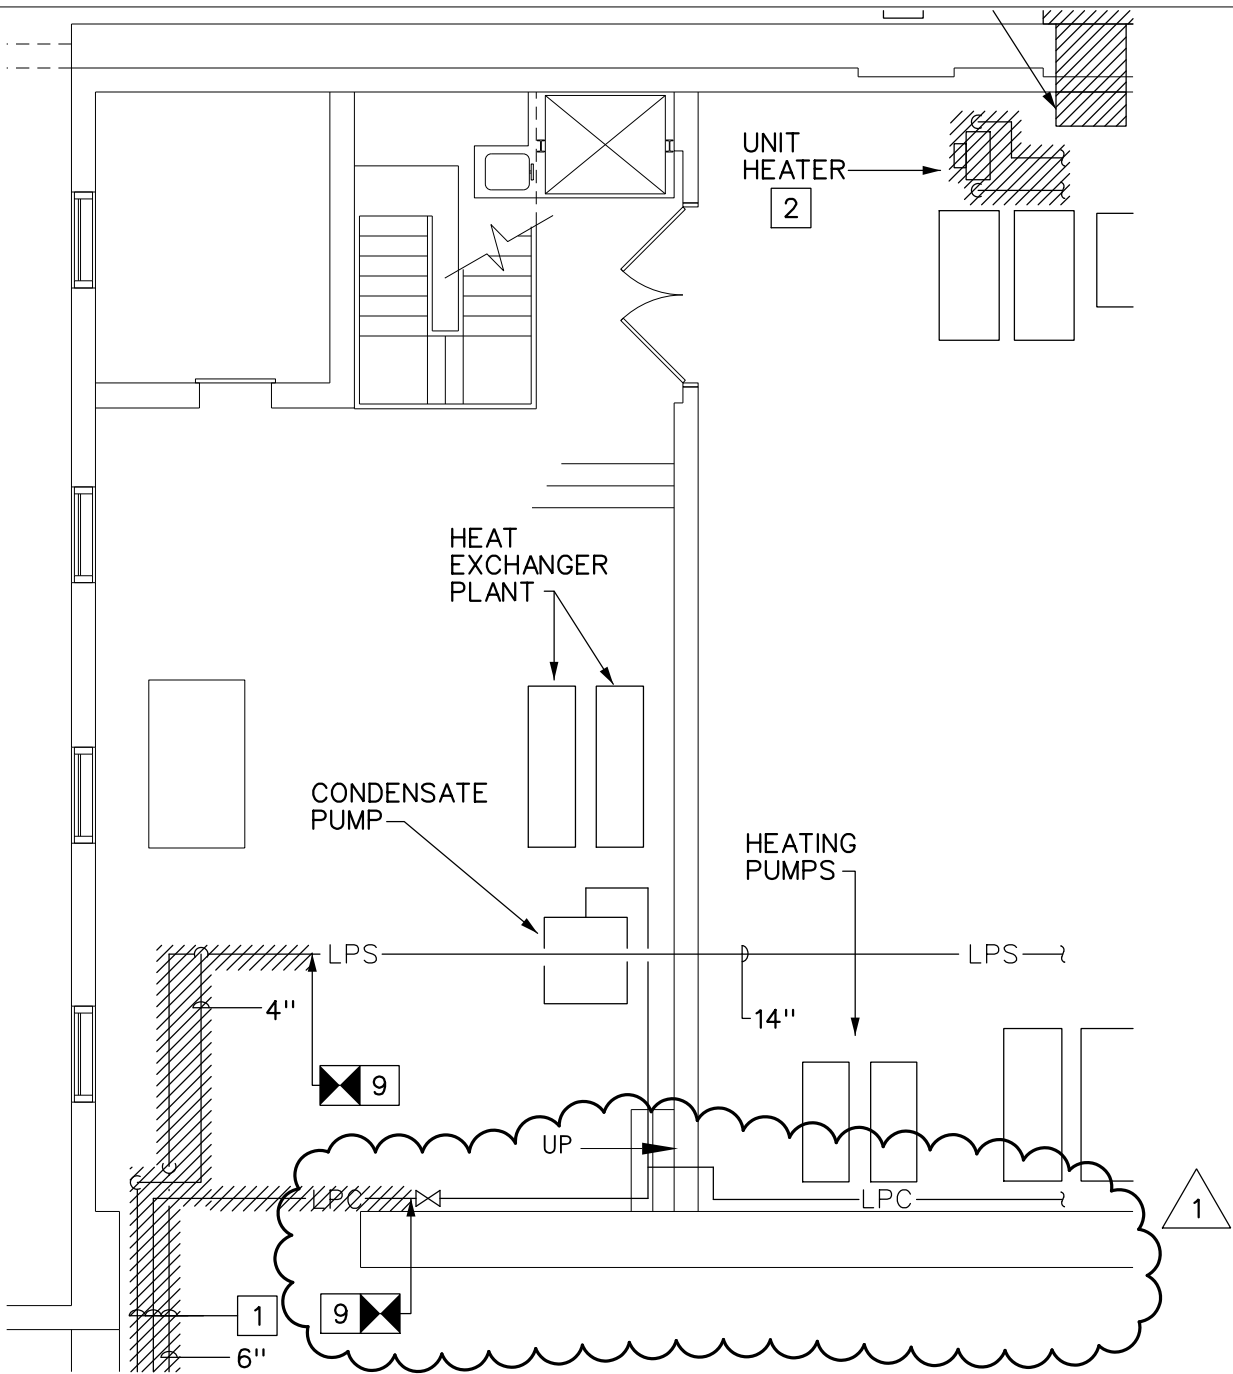 UNIT
HEATER
2
HEAT
EXCHANGER
PLANT
CONDENSATE
PUMP
HEATING
PUMPS
LPS
LPS
4"
14"
9
UP
LPC
LPC
1
1
9
6"